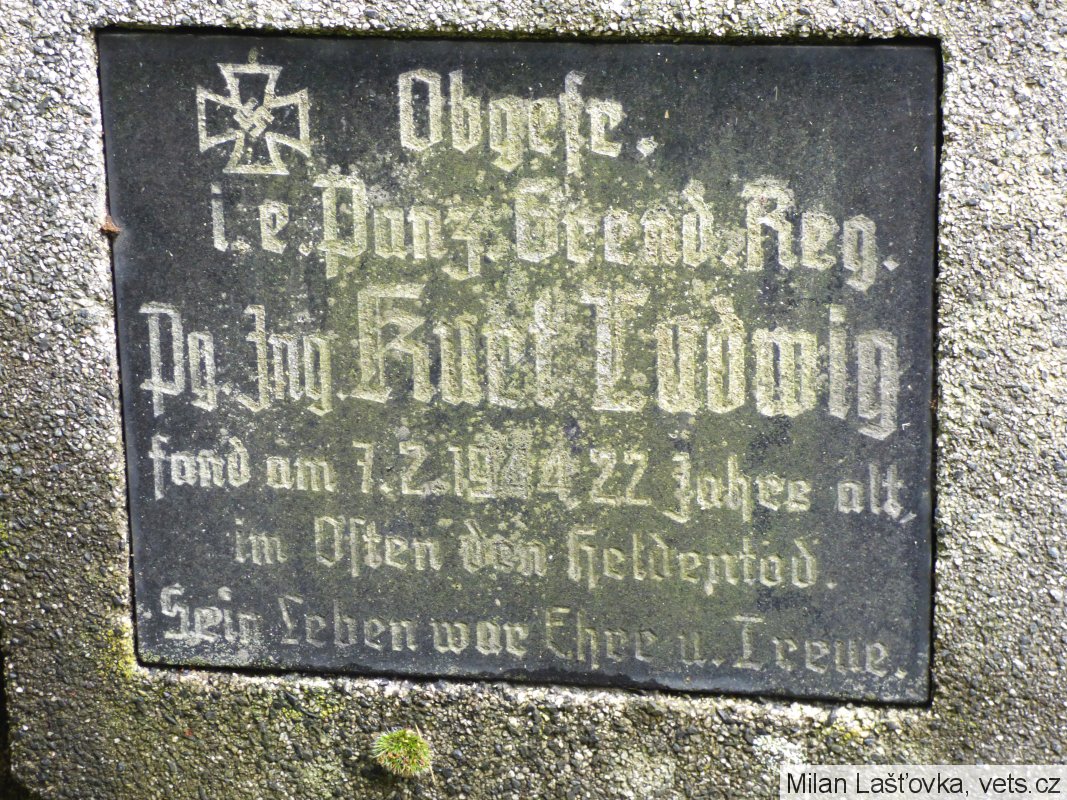 Obgefr.
i. e. Panz. Grend. Reg.
Pg. Ing. Kurt Ludwig
fand am 7. 2. 1944 22 Jahre alt,
im Osten den Heldentod.
Sein Leben war Ehre u. Treue.
Milan Lašťovka, vets.cz